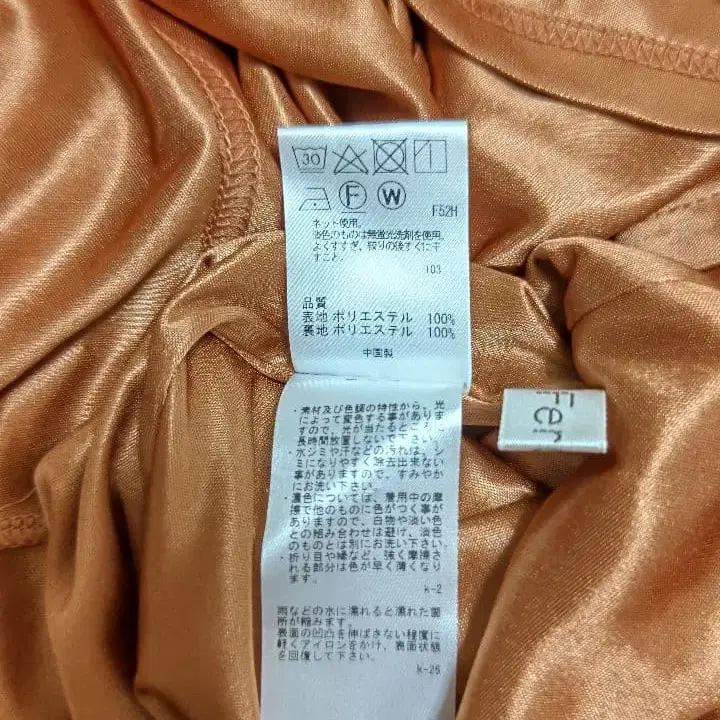 30
F W
F52H
ネット使用。
淡色のものは無蛍光洗剤を使用。
よくすすぎ、絞りの後すぐに干
すこと。
103
品質
表地 ポリエステル 100%
裏地 ポリエステル 100%
中国製
・素材及び色調の特性から、光
によって変色する事がありま
すので、光が当たるところに
長時間放置しないで下さい。
・水ジミや汗などの汚れは、シ
ミになりやすく除去出来ない
事がありますので、すみやか
にお洗い下さい。
・濃色については、着用中の摩
擦で他のものに色がつく事が
ありますので、白物や淡い色
との組み合わせは避け、淡色
のものとは別にお洗い下さい。
・折り目や縁など、強く摩擦さ
れる部分は色が早く薄くなり
ます。
k-2
雨などの水に濡れると濡れた箇
所が縮みます。
表面の凹凸を伸ばさない程度に
軽くアイロンをかけ、表面状態
を回復して下さい。
k-26